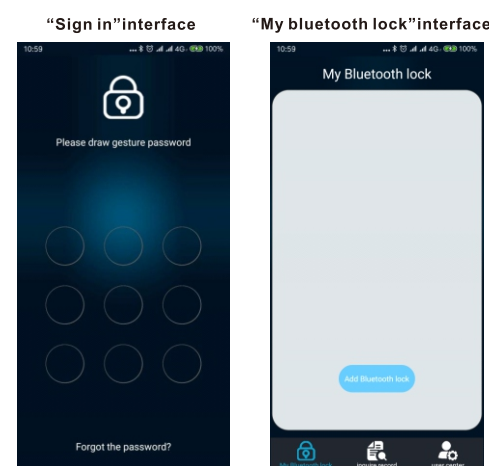 “Sign in”interface
“My bluetooth lock”interface
10:59
... 4G 100%
Please draw gesture password
Forgot the password?
10:59
... 4G 100%
My Bluetooth lock
Add Bluetooth lock
My Bluetooth lock
inquire record
user center